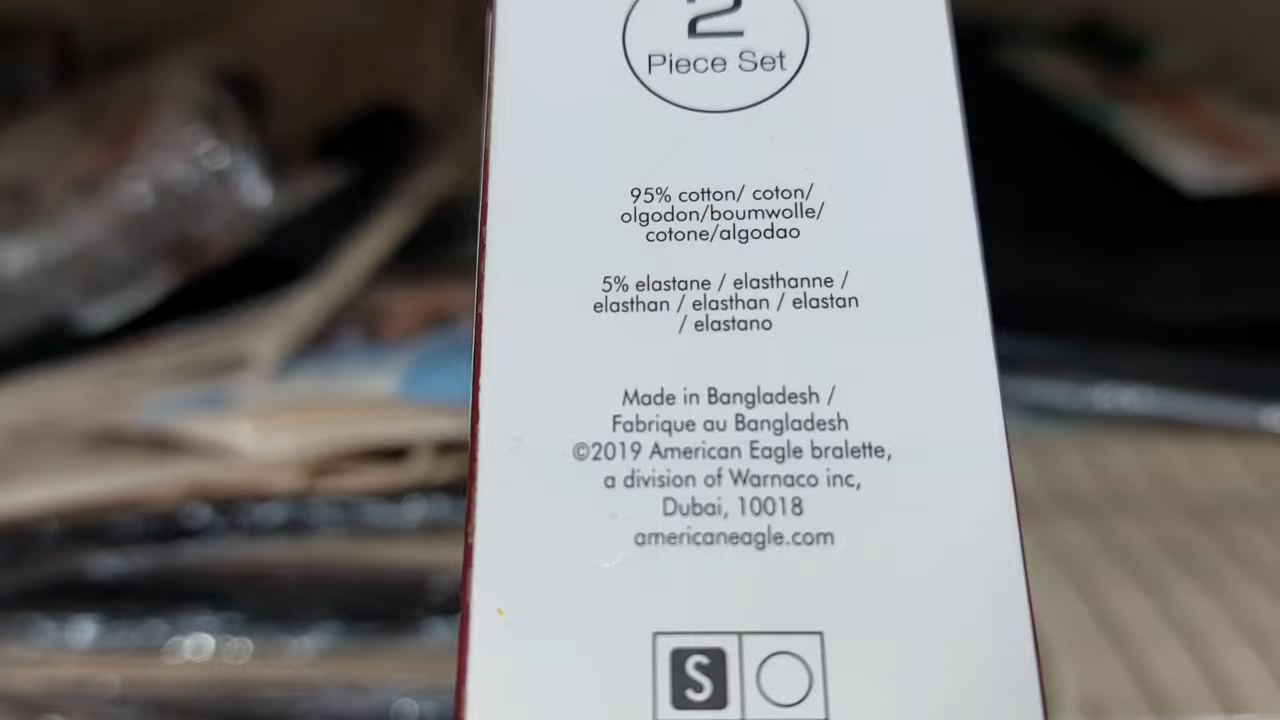 2
Piece Set
95% cotton/ coton/
olgodon/boumwolle/
cotone/algodao
5% elastane / elasthanne /
elasthan / elasthan / elastan
/ elastano
Made in Bangladesh /
Fabrique au Bangladesh
©2019 American Eagle bralette,
a division of Warnaco inc,
Dubai, 10018
americaneagle.com
S